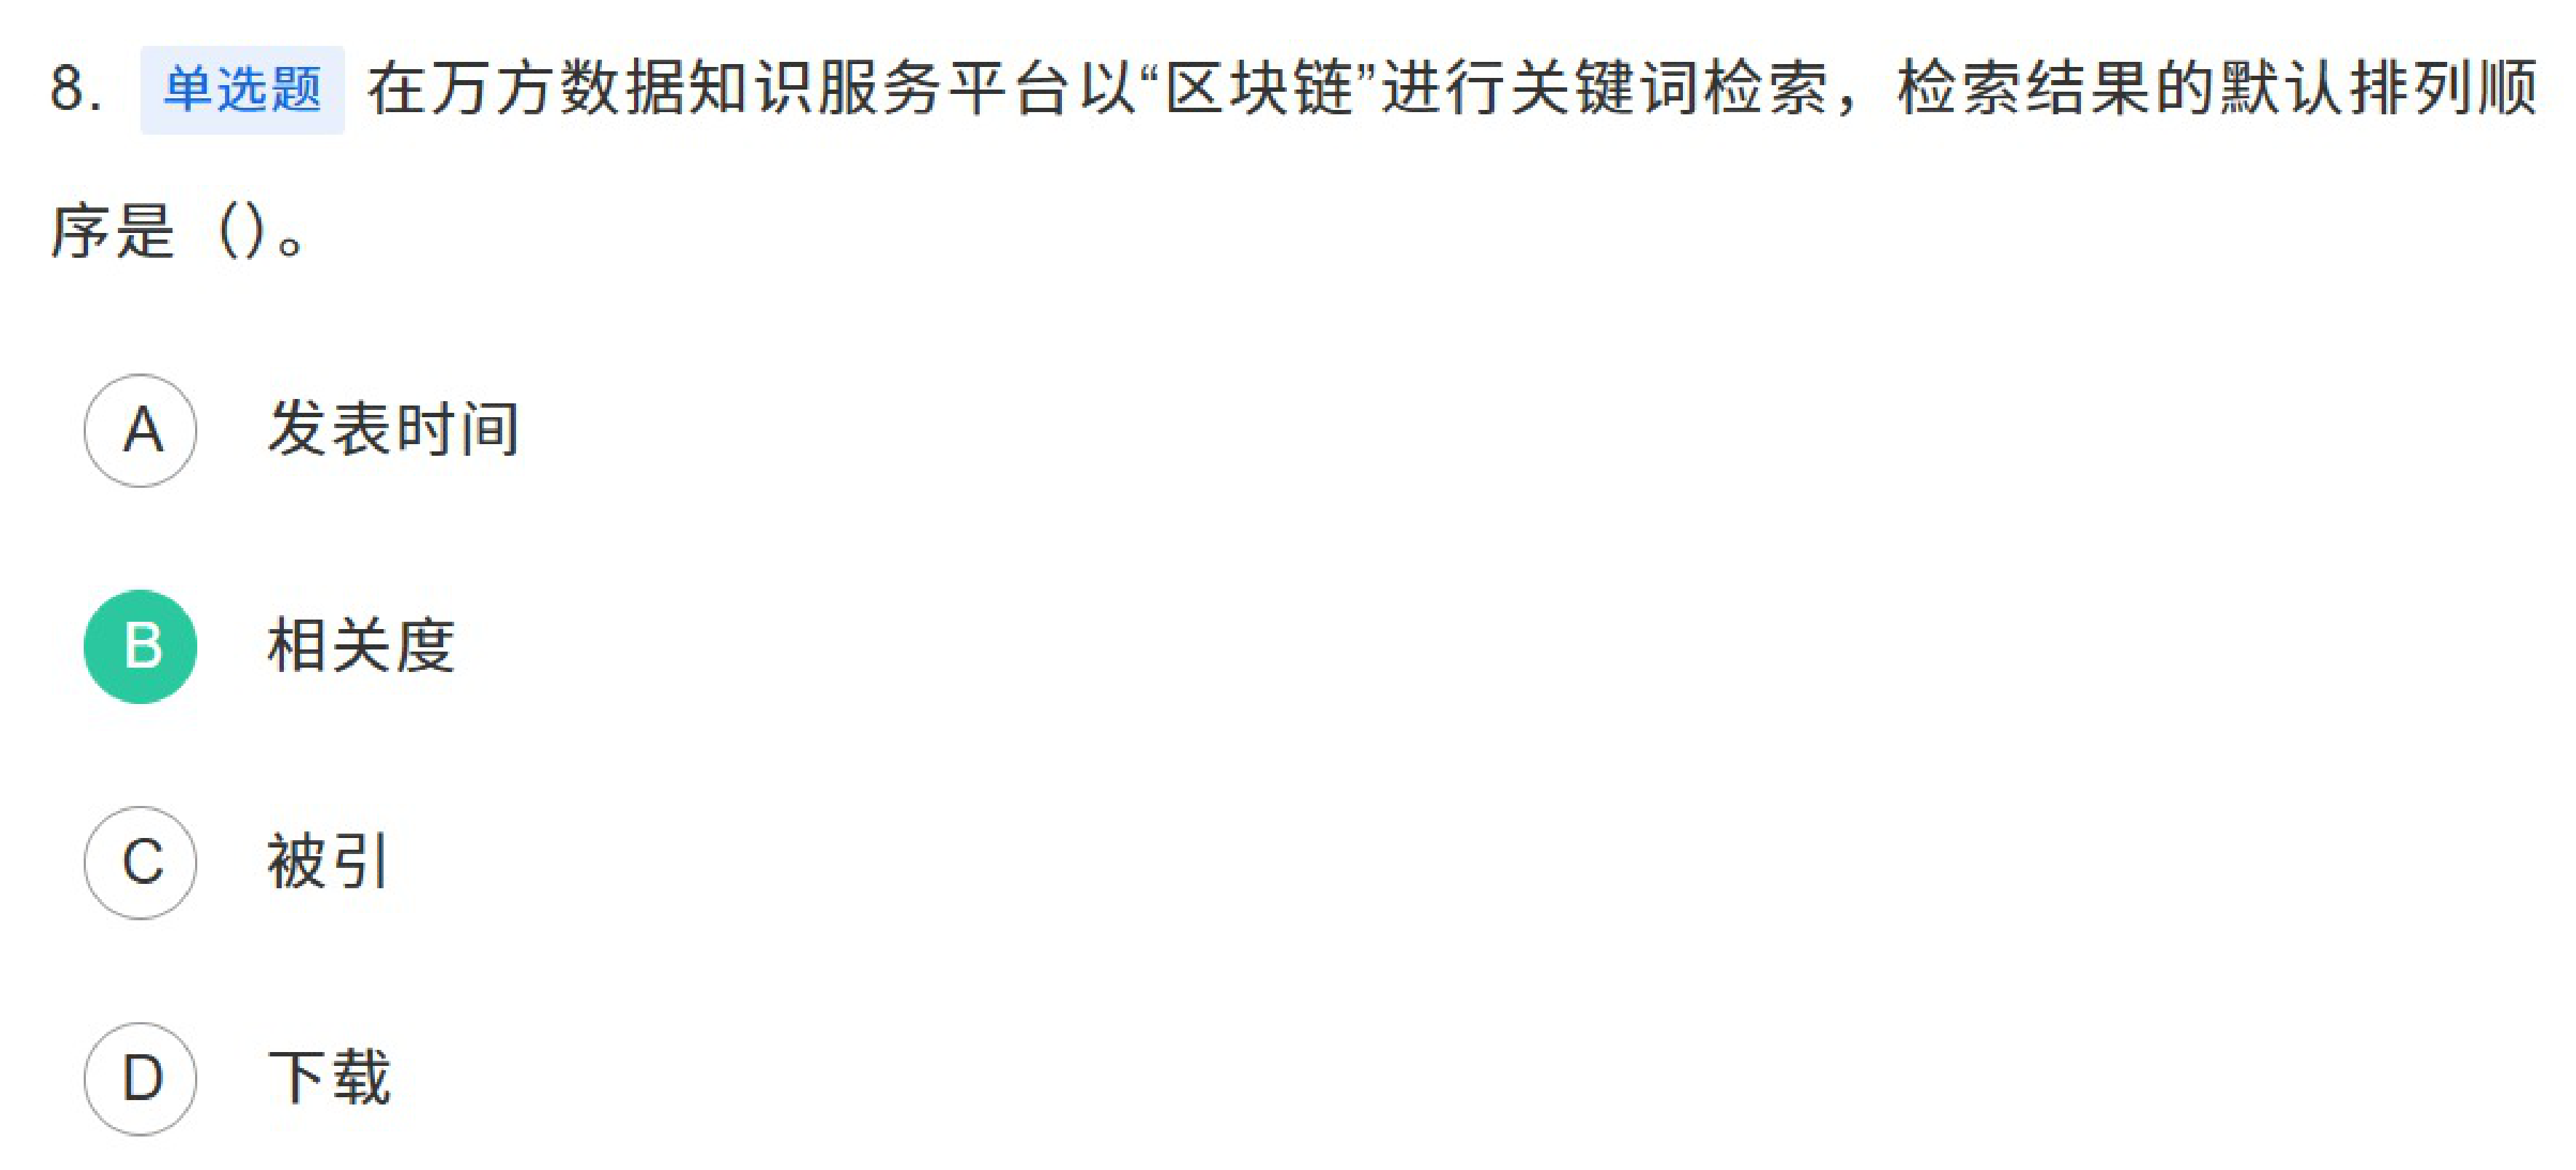 8. 单选题 在万方数据知识服务平台以“区块链”进行关键词检索，检索结果的默认排列顺
序是（）。
A 发表时间
B 相关度
C 被引
D 下载